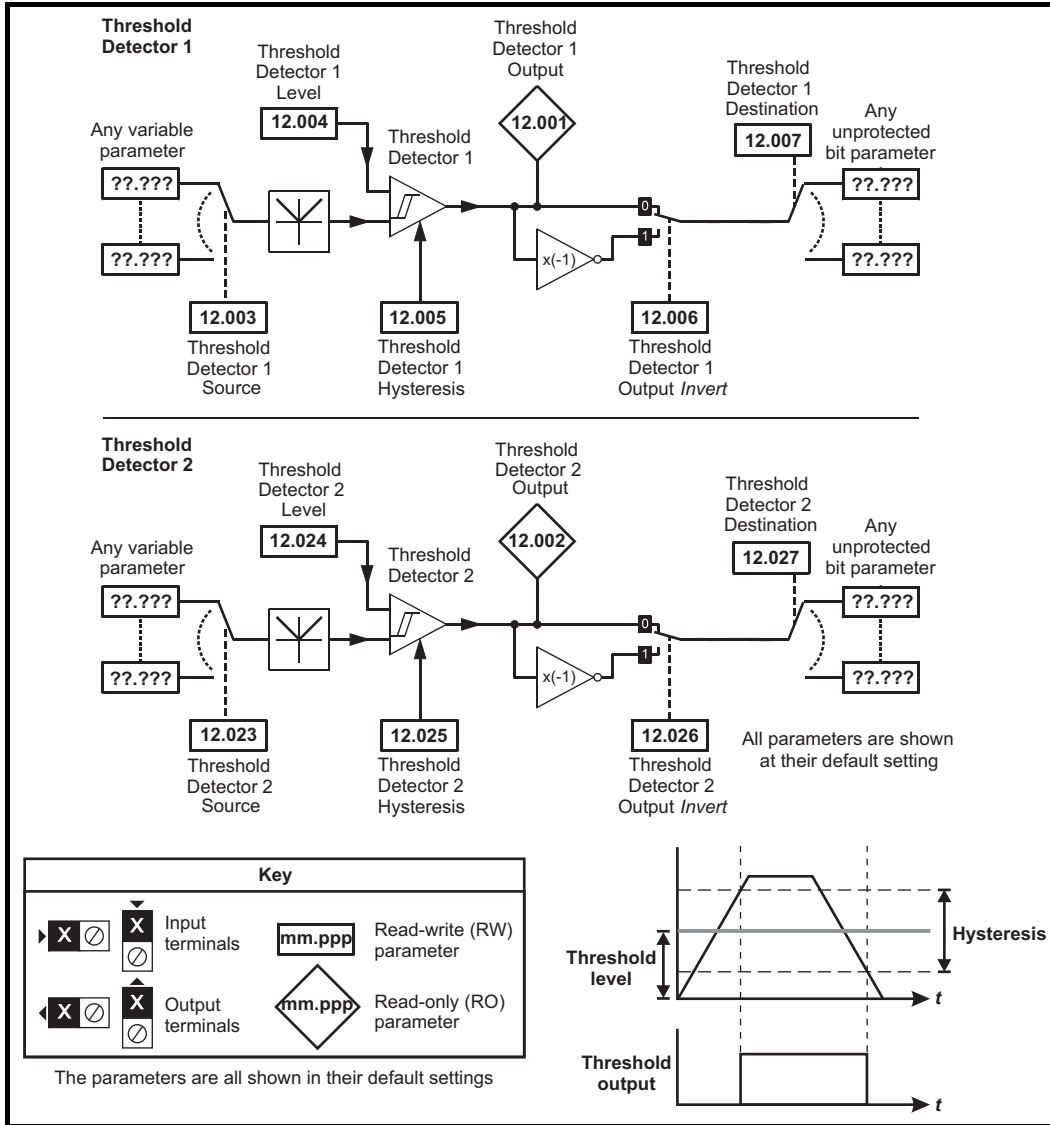 Threshold
Detector 1
Threshold
Detector 1
Level
12.004
Threshold
Detector 1
Output
12.001
Threshold
Detector 1
Destination
12.007
Any variable
parameter
??.???
??.???
Threshold
Detector 1
Any
unprotected
bit parameter
??.???
??.???
0
1
x(-1)
12.003
Threshold
Detector 1
Source
12.005
Threshold
Detector 1
Hysteresis
12.006
Threshold
Detector 1
Output Invert
Threshold
Detector 2
Threshold
Detector 2
Level
12.024
Threshold
Detector 2
Output
12.002
Threshold
Detector 2
Destination
12.027
Any variable
parameter
??.???
??.???
Threshold
Detector 2
Any
unprotected
bit parameter
??.???
??.???
0
1
x(-1)
12.023
Threshold
Detector 2
Source
12.025
Threshold
Detector 2
Hysteresis
12.026
Threshold
Detector 2
Output Invert
All parameters are shown
at their default setting
Key
X
X
Input
terminals
mm.ppp
Read-write (RW)
parameter
X
X
Output
terminals
mm.ppp
Read-only (RO)
parameter
The parameters are all shown in their default settings
Threshold
level
Hysteresis
t
Threshold
output
t